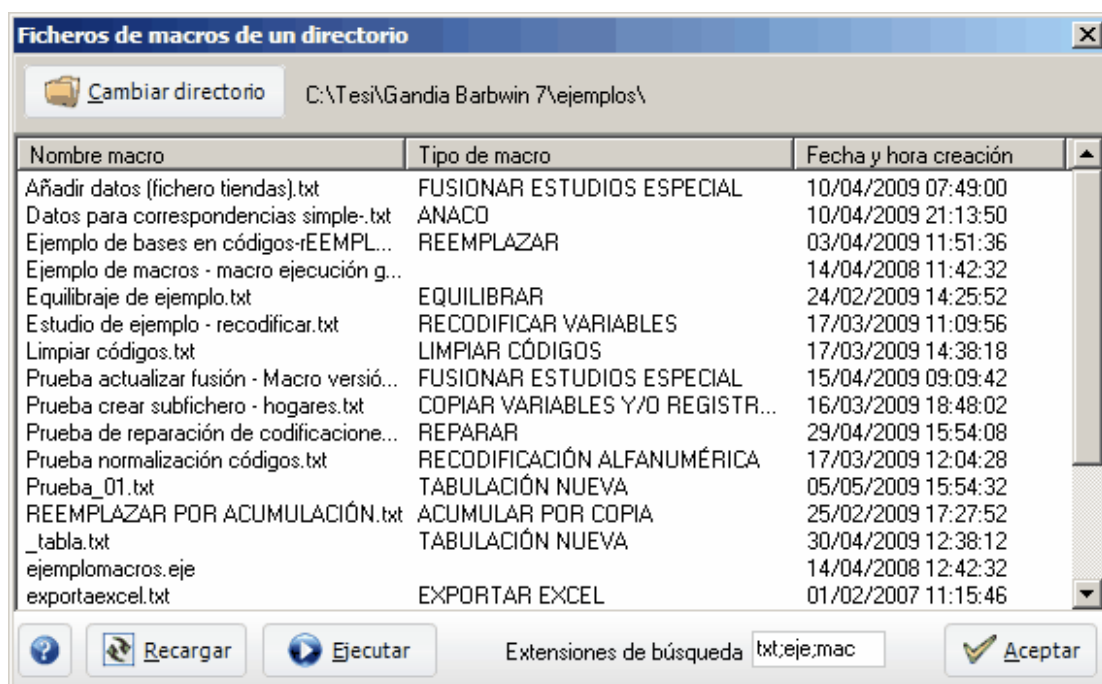 Ficheros de macros de un directorio
Cambiar directorio C:\Tesi\Gandia Barbwin 7\ejemplos\
Nombre macro Tipo de macro Fecha y hora creación
Añadir datos (fichero tiendas).txt FUSIONAR ESTUDIOS ESPECIAL 10/04/2009 07:49:00
Datos para correspondencias simple-.txt ANACO 10/04/2009 21:13:50
Ejemplo de bases en códigos-rEEMPL... REEMPLAZAR 03/04/2009 11:51:36
Ejemplo de macros - macro ejecución g... 14/04/2008 11:42:32
Equilibraje de ejemplo.txt EQUILIBRAR 24/02/2009 14:25:52
Estudio de ejemplo - recodificar.txt RECODIFICAR VARIABLES 17/03/2009 11:09:56
Limpiar códigos.txt LIMPIAR CÓDIGOS 17/03/2009 14:38:18
Prueba actualizar fusión - Macro versió... FUSIONAR ESTUDIOS ESPECIAL 15/04/2009 09:09:42
Prueba crear subfichero - hogares.txt COPIAR VARIABLES Y/O REGISTR... 16/03/2009 18:48:02
Prueba de reparación de codificacione... REPARAR 29/04/2009 15:54:08
Prueba normalización códigos.txt RECODIFICACIÓN ALFANUMÉRICA 17/03/2009 12:04:28
Prueba_01.txt TABULACIÓN NUEVA 05/05/2009 15:54:32
REEMPLAZAR POR ACUMULACIÓN.txt ACUMULAR POR COPIA 25/02/2009 17:27:52
_tabla.txt TABULACIÓN NUEVA 30/04/2009 12:38:12
ejemplomacros.eje 14/04/2008 12:42:32
exportaexcel.txt EXPORTAR EXCEL 01/02/2007 11:15:46
? Recargar Ejecutar Extensiones de búsqueda txt;eje;mac Aceptar